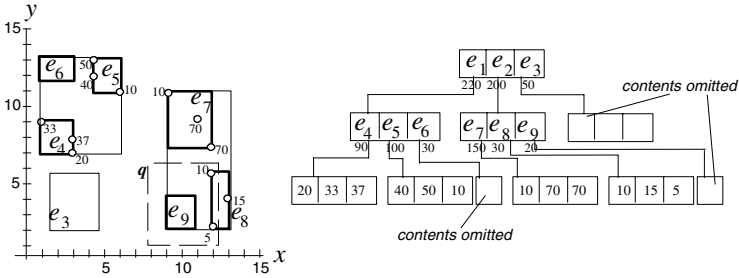 y
15
10
5
0
5
10
15
x
e6
50
e5
40
10
33
e4
37
20
e3
10
e7
70
70
q
10
e9
15
e8
5
e1 e2 e3
220 200 50
contents omitted
e4 e5 e6
90 100 30
e7 e8 e9
150 30 20
20 33 37
40 50 10
10 70 70
10 15 5
contents omitted